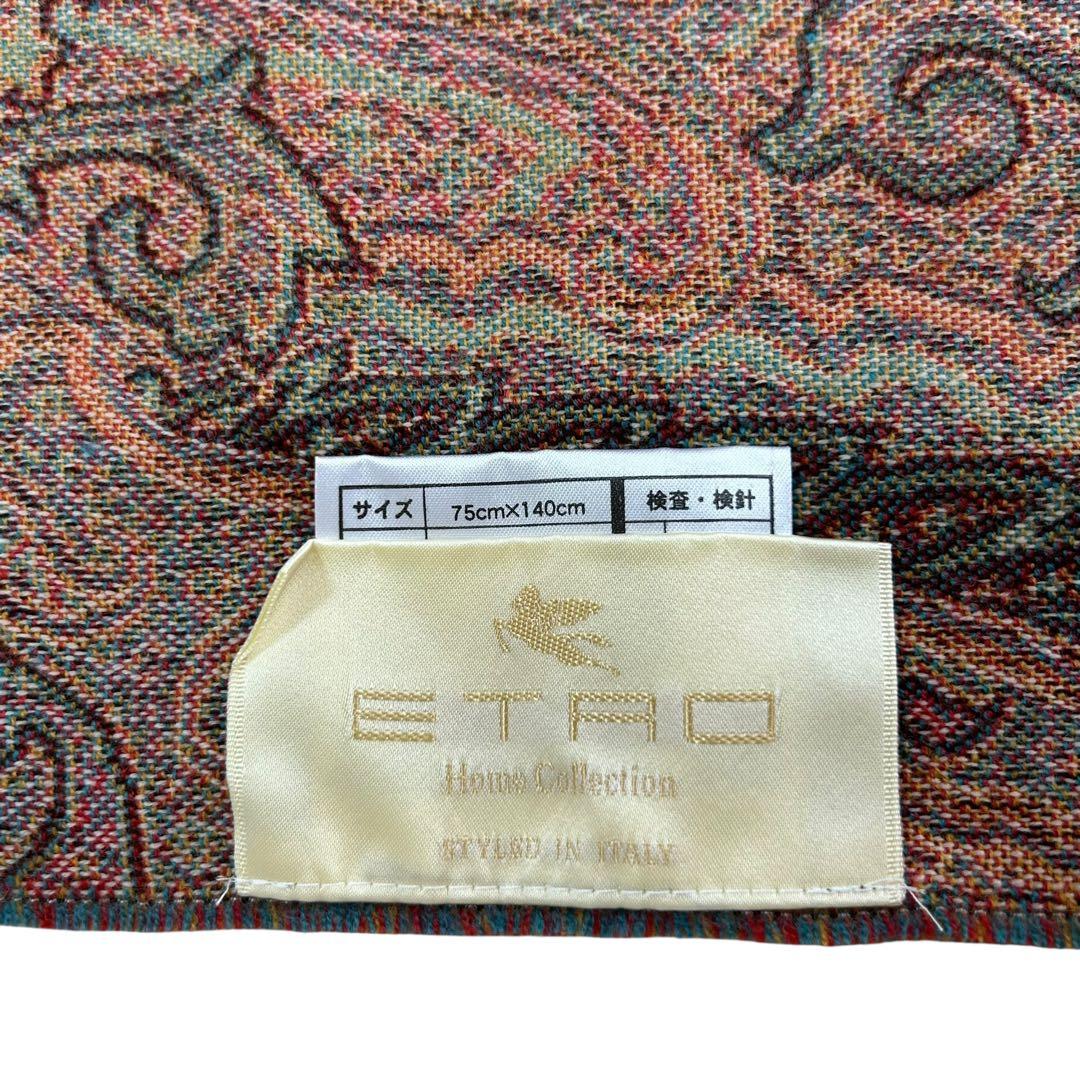 サイズ 75cm×140cm 検査・検針
ETRO
Home Collection
STYLED IN ITALY